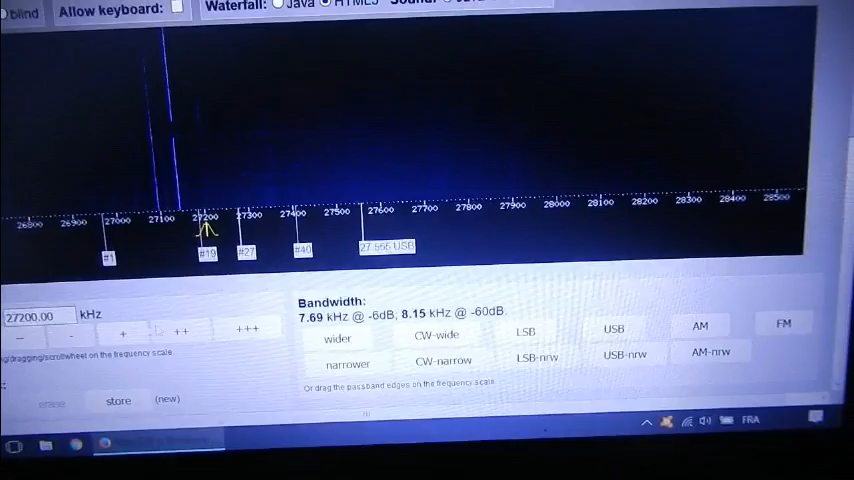 blind Allow keyboard: Waterfall: Java HTML5
26800 26900 27000 27100 27200 27300 27400 27500 27600 27700 27800 27900 28000 28100 28200 28300 28400 28500
#1 #19 #27 #40 27.555 USB
27200.00 kHz
-- - + ++ +++
g/dragging/scrollwheel on the frequency scale.
erase store (new)
Bandwidth:
7.69 kHz @ -6dB; 8.15 kHz @ -60dB.
wider CW-wide LSB USB AM FM
narrower CW-narrow LSB-nrw USB-nrw AM-nrw
Or drag the passband edges on the frequency scale.
FRA